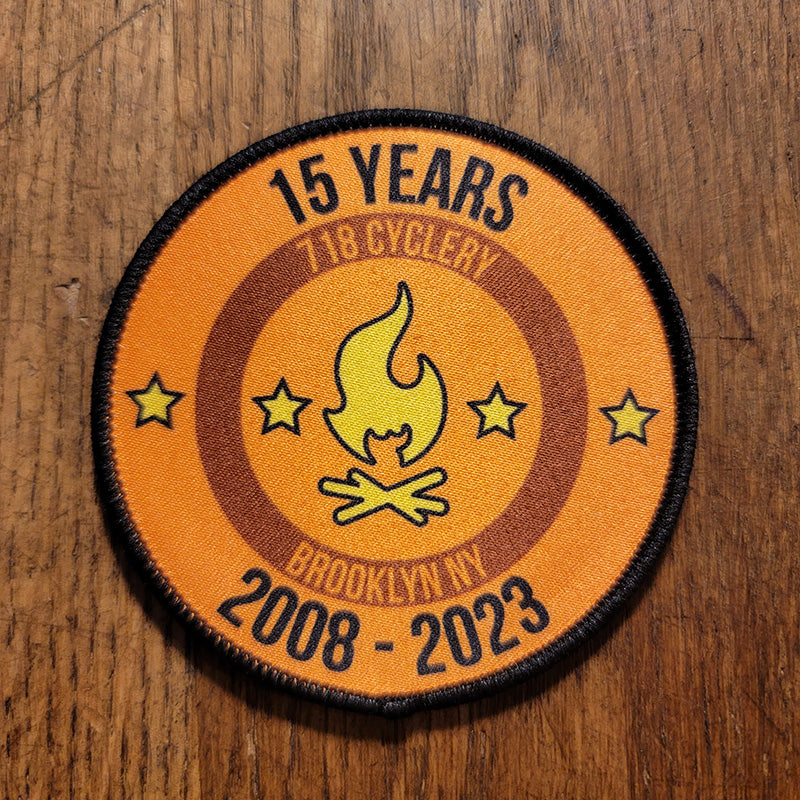 15 YEARS
718 CYCLERY
BROOKLYN NY
2008 - 2023